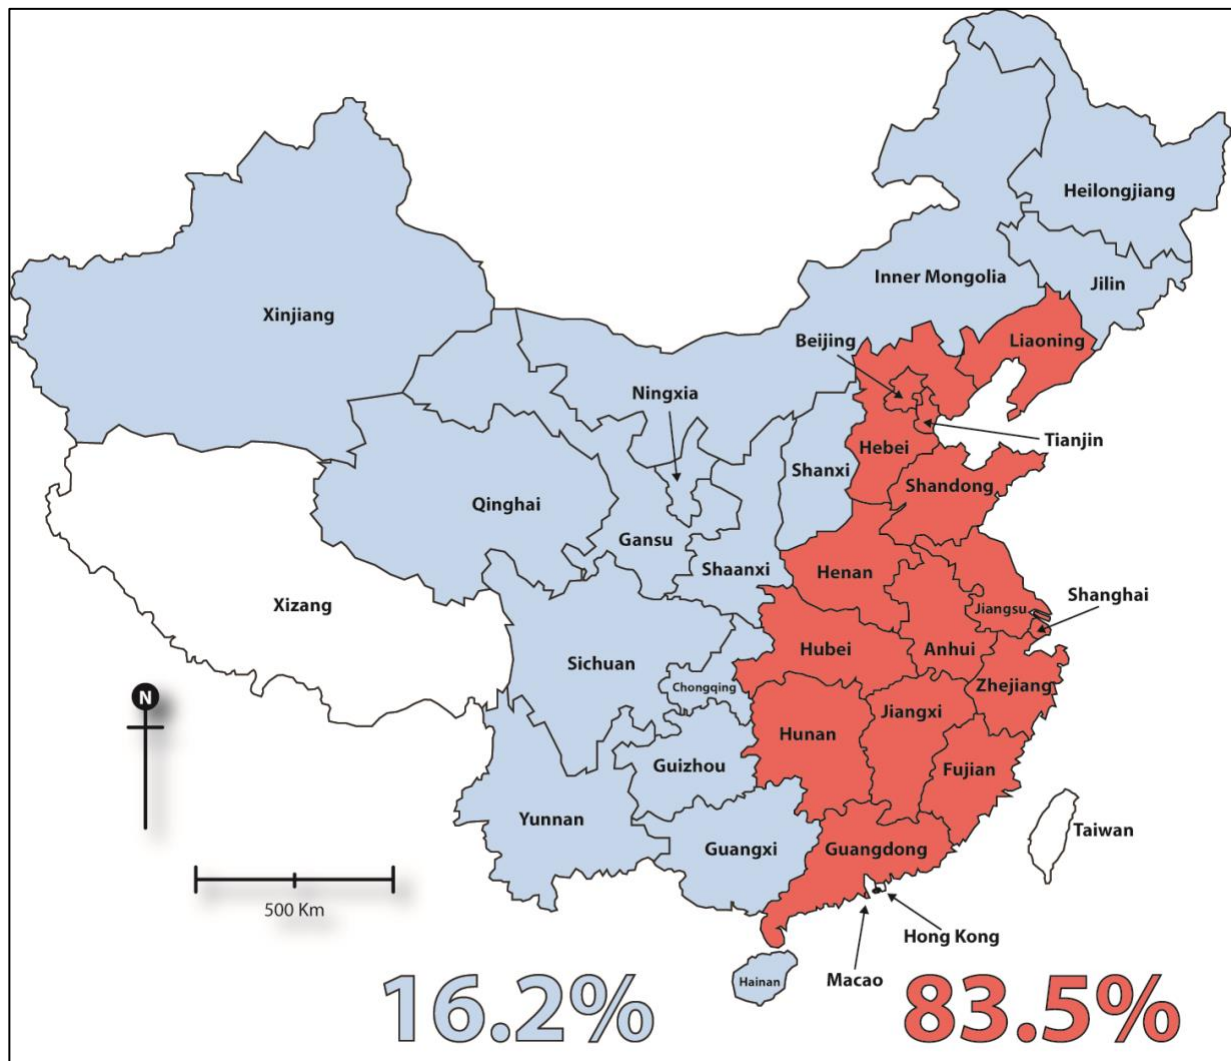 Heilongjiang
Inner Mongolia
Jilin
Xinjiang
Beijing
Liaoning
Ningxia
Tianjin
Hebei
Shanxi
Shandong
Qinghai
Gansu
Shaanxi
Henan
Xizang
Shanghai
Jiangsu
Sichuan
Hubei
Anhui
Chongqing
Zhejiang
N
Jiangxi
Hunan
Guizhou
Fujian
Yunnan
Taiwan
Guangxi
Guangdong
500 Km
Hong Kong
Macao
Hainan
16.2%
83.5%